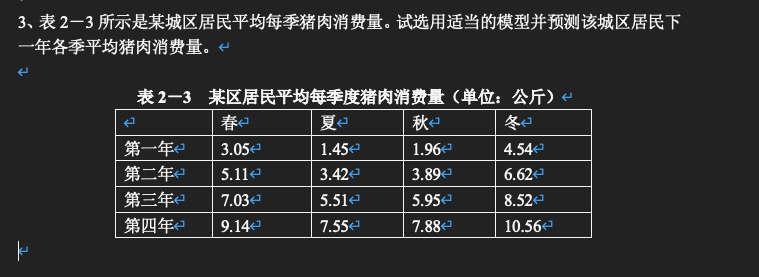 3、表 2－3 所示是某城区居民平均每季猪肉消费量。试选用适当的模型并预测该城区居民下
一年各季平均猪肉消费量。
表 2－3 某区居民平均每季度猪肉消费量（单位：公斤）
春 夏 秋 冬
第一年 3.05 1.45 1.96 4.54
第二年 5.11 3.42 3.89 6.62
第三年 7.03 5.51 5.95 8.52
第四年 9.14 7.55 7.88 10.56